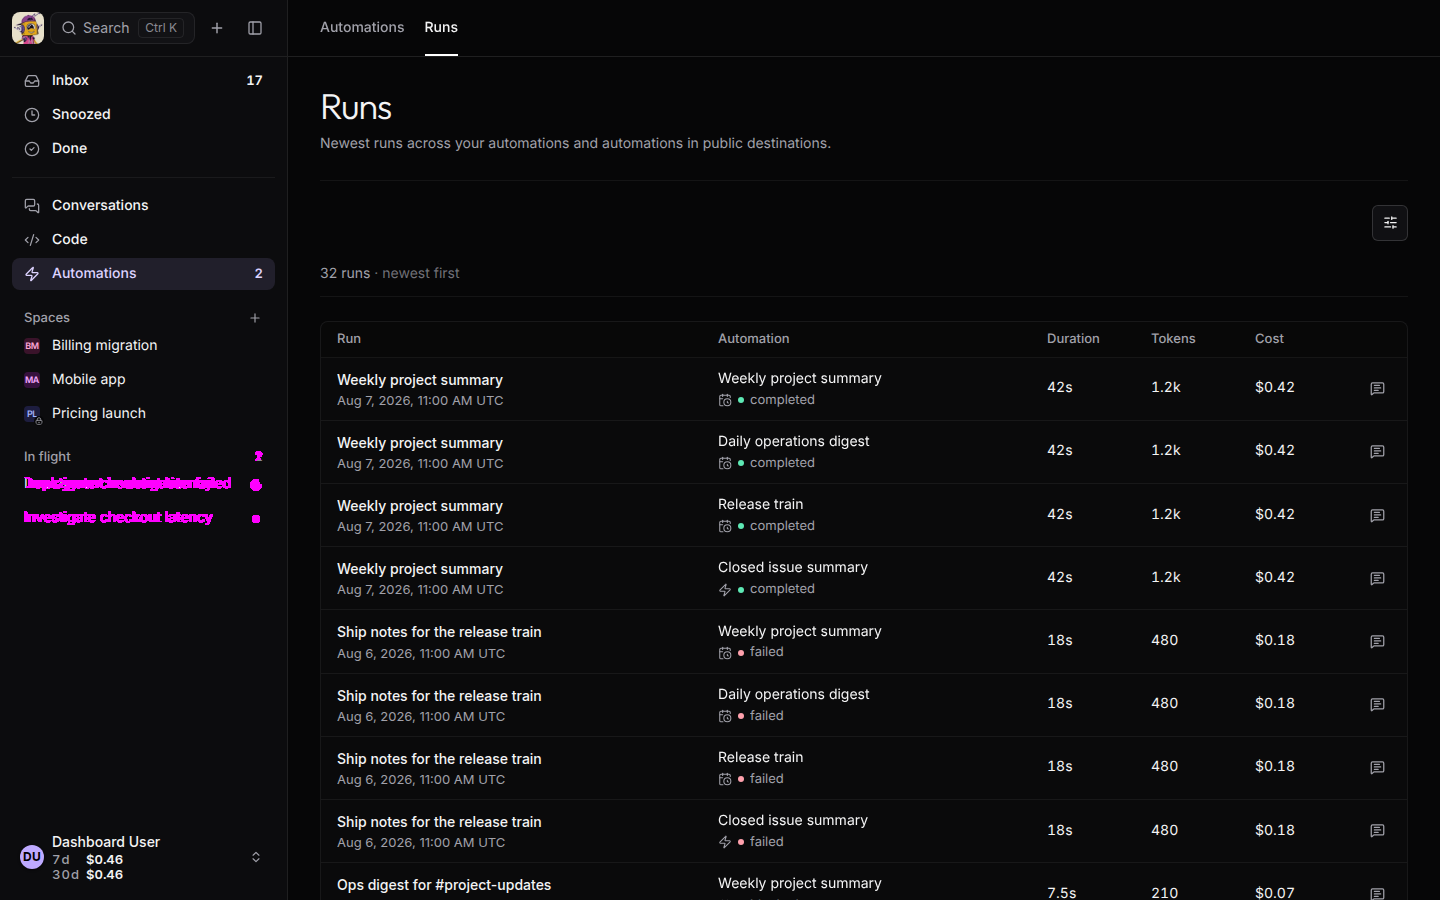 Search Ctrl K
Automations Runs
Inbox 17
Snoozed
Done
Conversations
Code
Automations 2
Spaces
BM Billing migration
MA Mobile app
PL Pricing launch
In flight
Investigate checkout latency
DU Dashboard User
7d $0.46
30d $0.46
Runs
Newest runs across your automations and automations in public destinations.
32 runs · newest first
Run Automation Duration Tokens Cost
Weekly project summary Weekly project summary 42s 1.2k $0.42
Aug 7, 2026, 11:00 AM UTC completed
Weekly project summary Daily operations digest 42s 1.2k $0.42
Aug 7, 2026, 11:00 AM UTC completed
Weekly project summary Release train 42s 1.2k $0.42
Aug 7, 2026, 11:00 AM UTC completed
Weekly project summary Closed issue summary 42s 1.2k $0.42
Aug 7, 2026, 11:00 AM UTC completed
Ship notes for the release train Weekly project summary 18s 480 $0.18
Aug 6, 2026, 11:00 AM UTC failed
Ship notes for the release train Daily operations digest 18s 480 $0.18
Aug 6, 2026, 11:00 AM UTC failed
Ship notes for the release train Release train 18s 480 $0.18
Aug 6, 2026, 11:00 AM UTC failed
Ship notes for the release train Closed issue summary 18s 480 $0.18
Aug 6, 2026, 11:00 AM UTC failed
Ops digest for #project-updates Weekly project summary 7.5s 210 $0.07